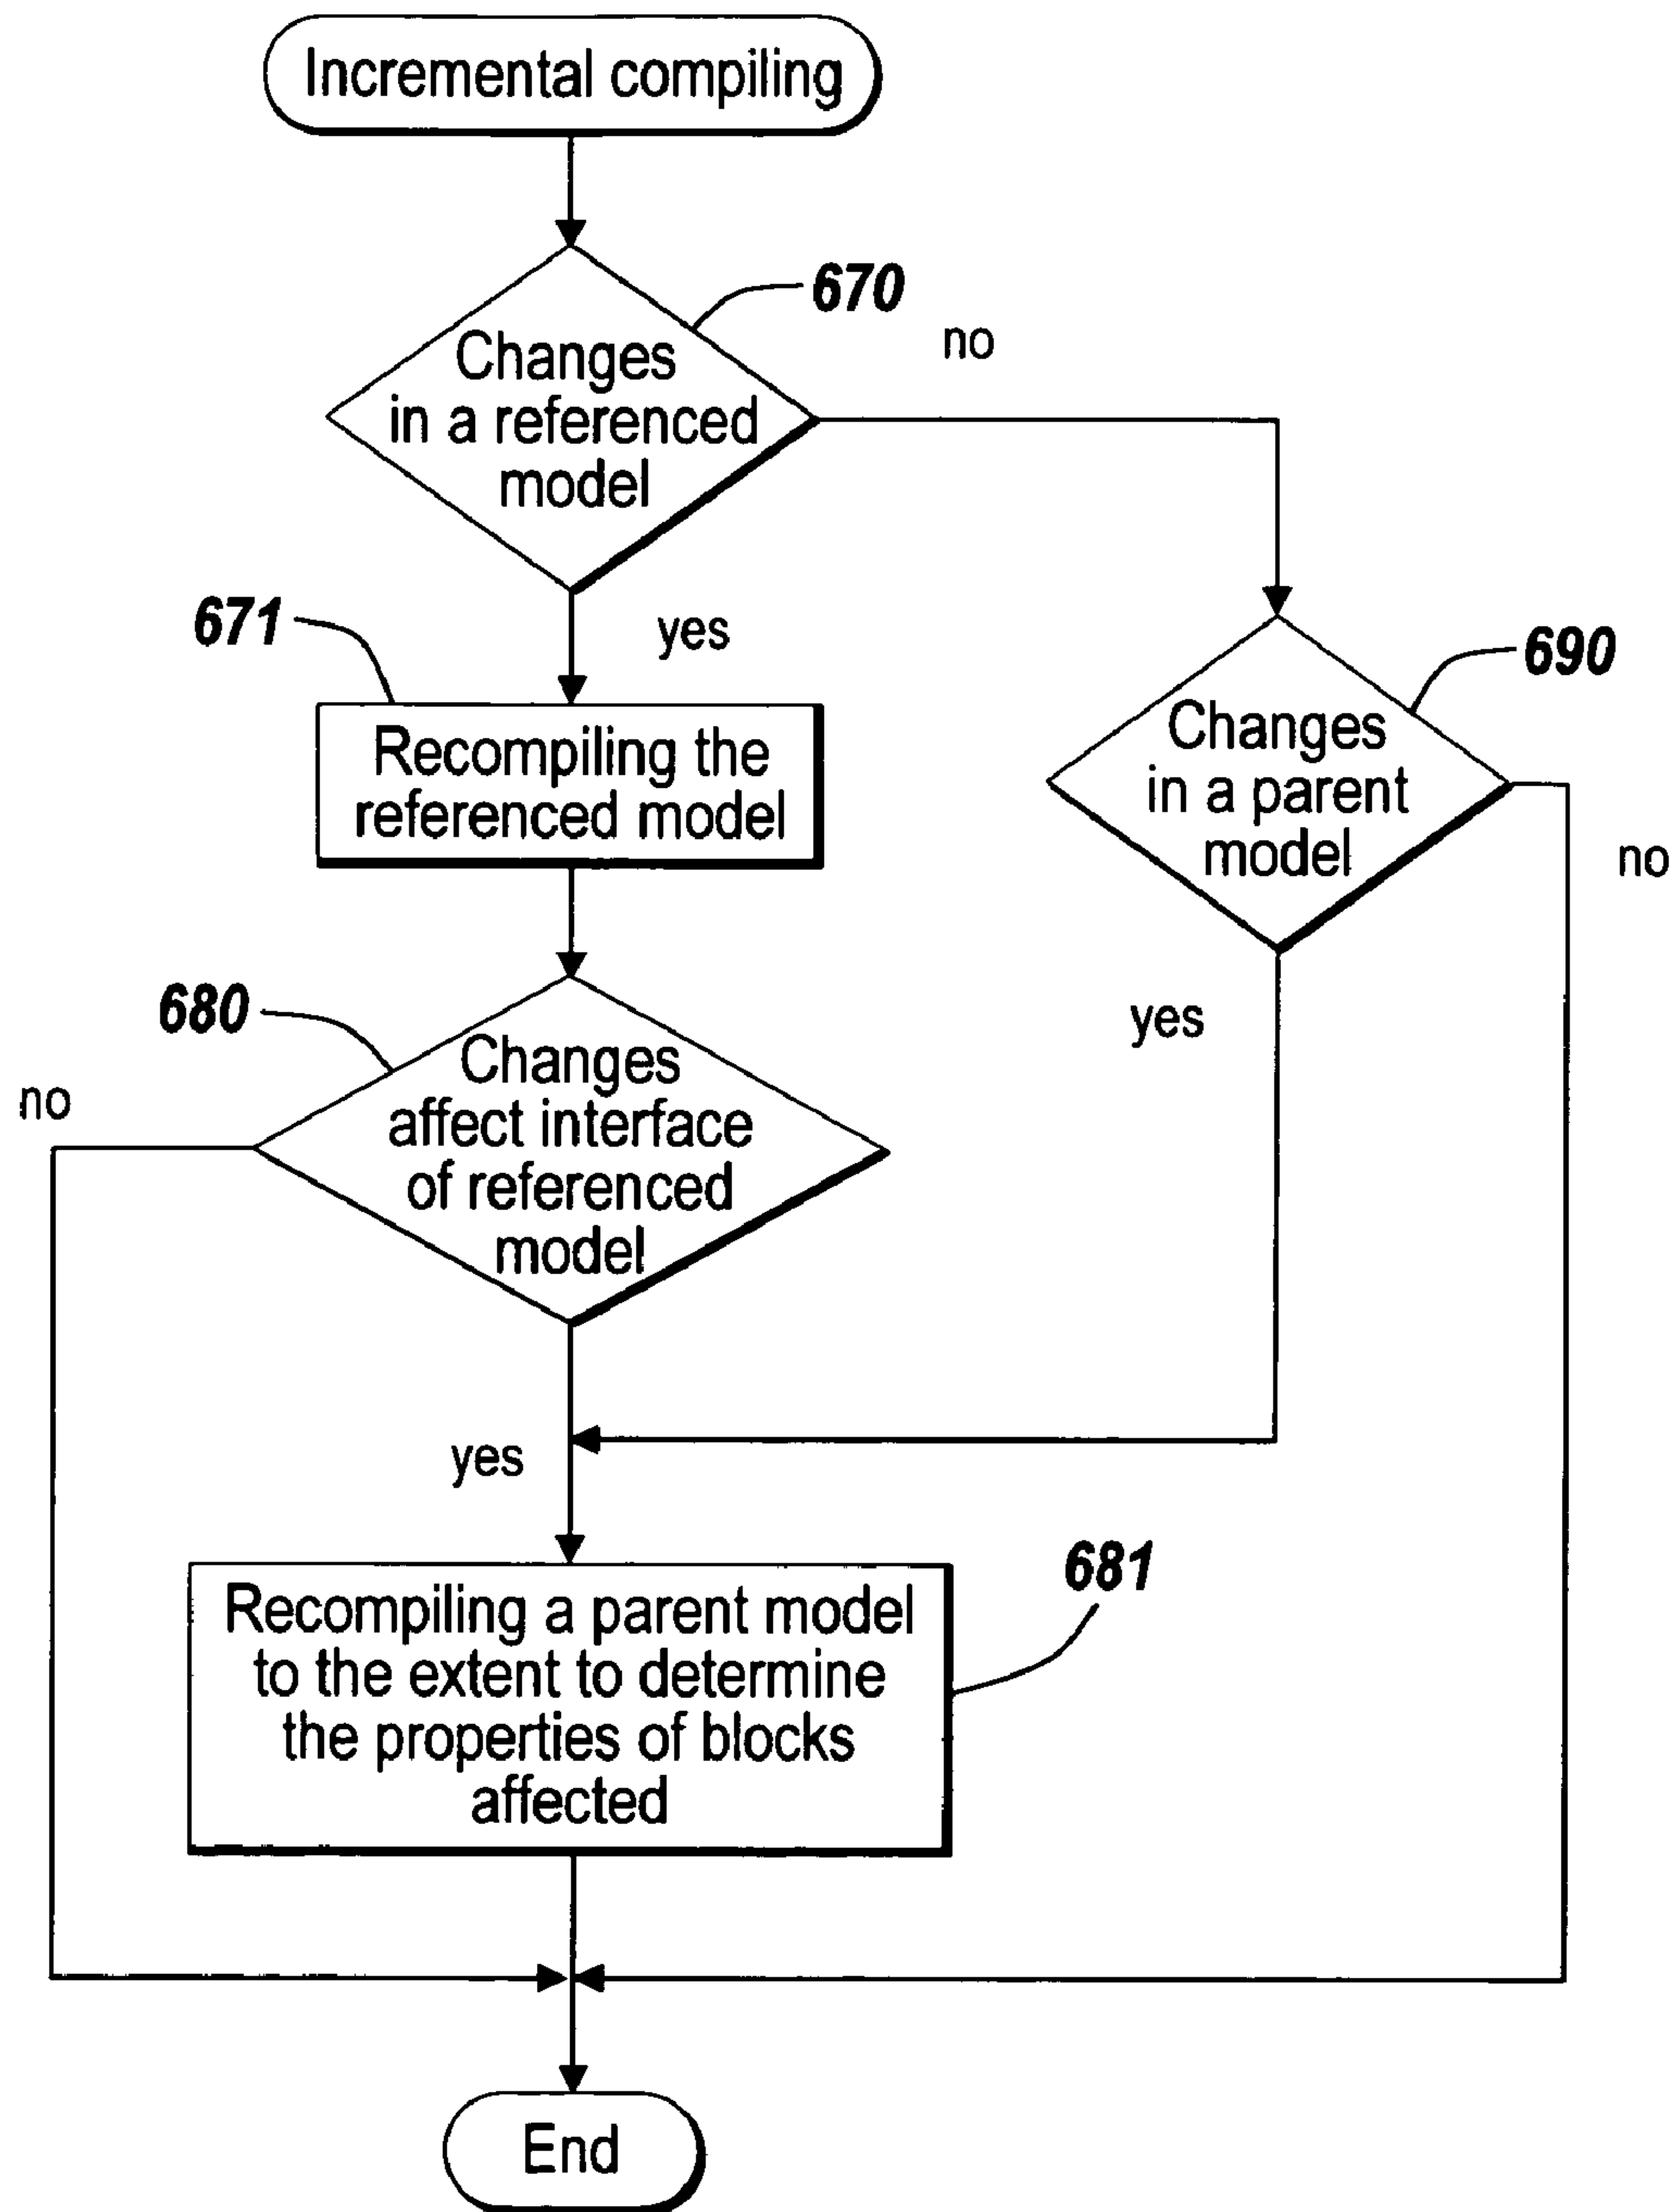 Incremental compiling
670
Changes
in a referenced
model
no
671
yes
690
Recompiling the
referenced model
Changes
in a parent
model
no
680
Changes
affect interface
of referenced
model
no
yes
yes
681
Recompiling a parent model
to the extent to determine
the properties of blocks
affected
End